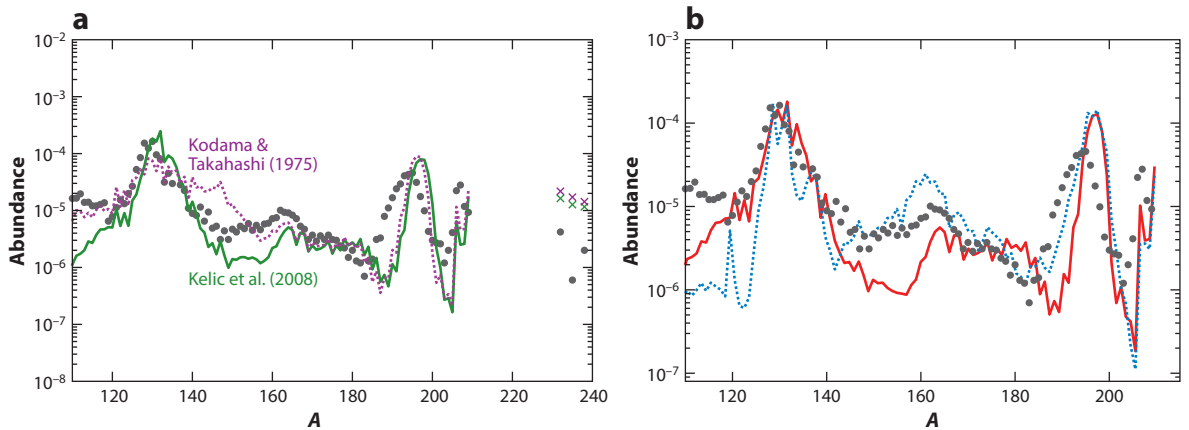 a
10⁻²
10⁻³
10⁻⁴
10⁻⁵
10⁻⁶
10⁻⁷
10⁻⁸
Abundance
Kodama &
Takahashi (1975)
Kelic et al. (2008)
120 140 160 180 200 220 240
A
b
10⁻³
10⁻⁴
10⁻⁵
10⁻⁶
10⁻⁷
Abundance
120 140 160 180 200
A